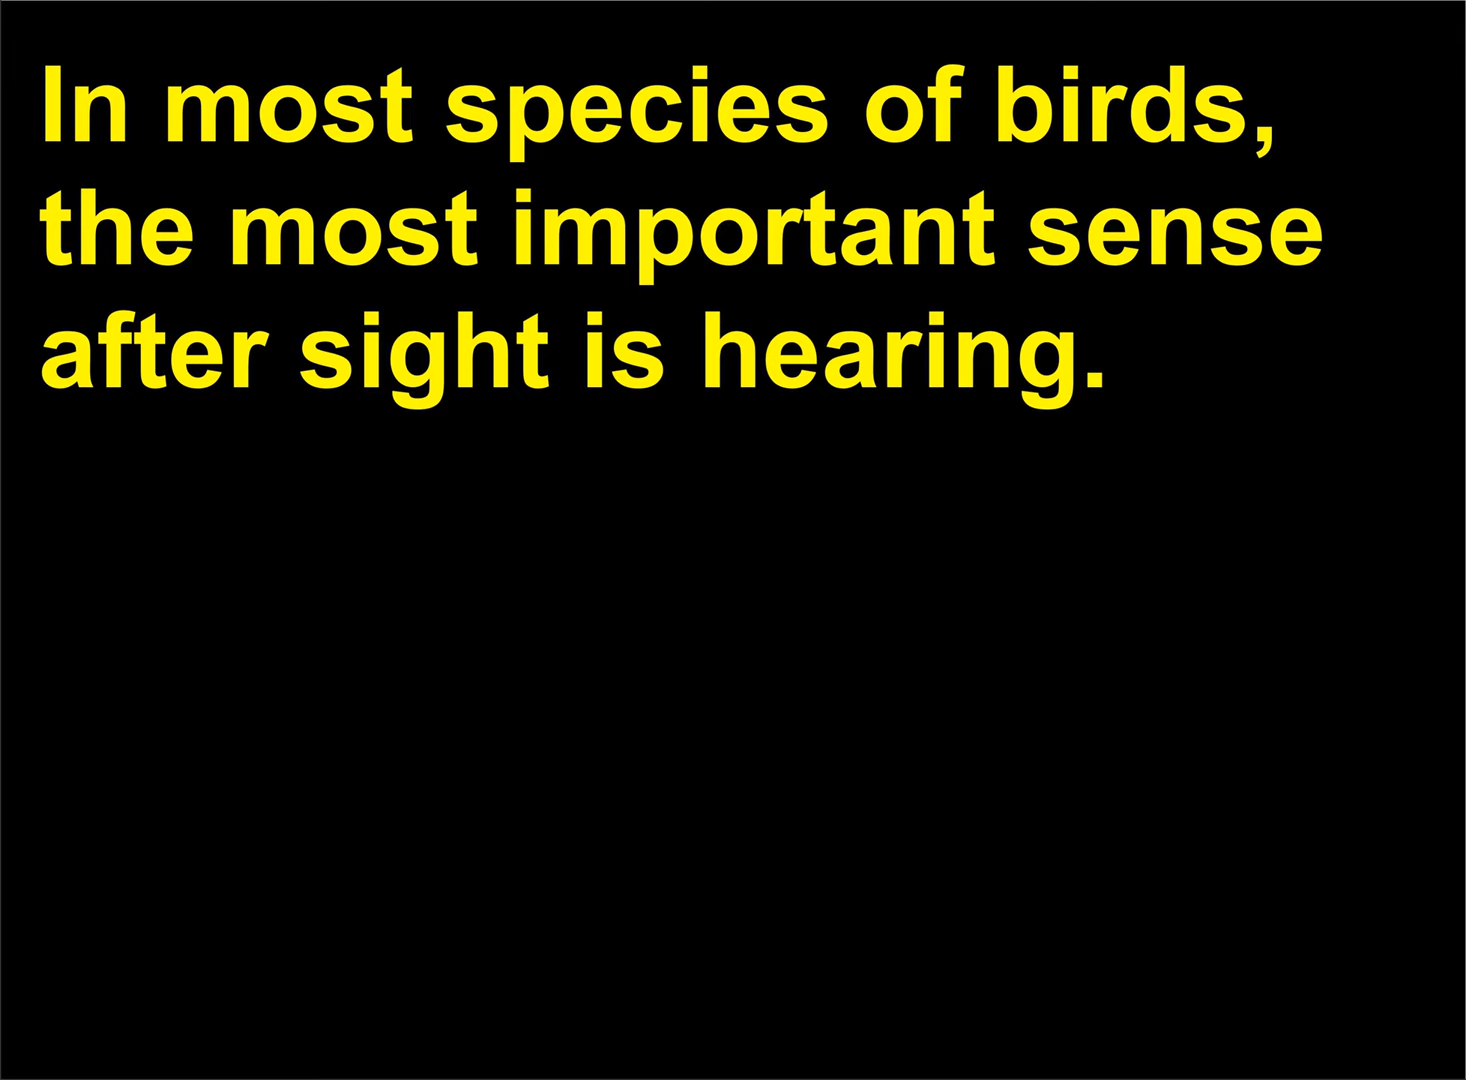 In most species of birds,
the most important sense
after sight is hearing.